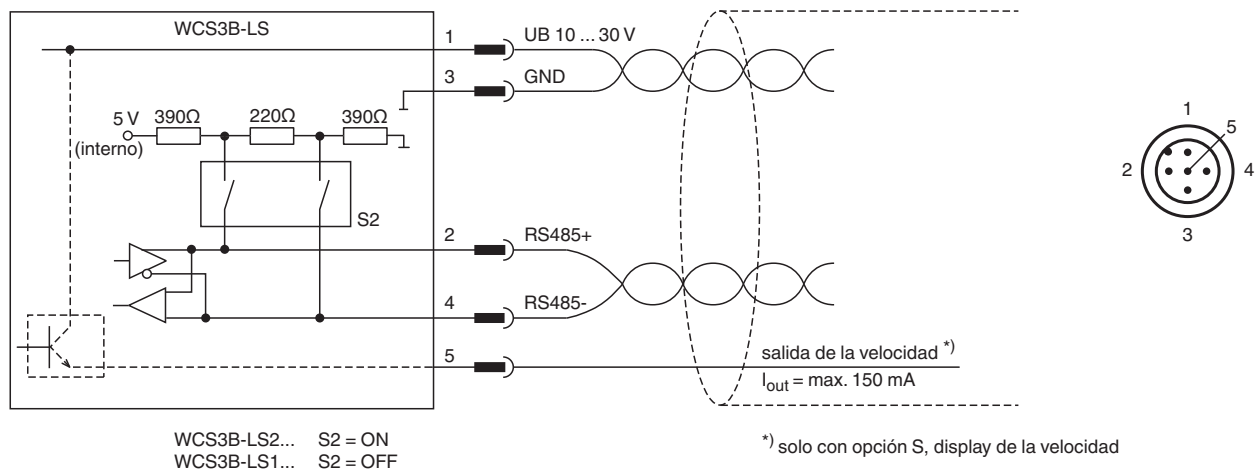 WCS3B-LS
1
UB 10 ... 30 V
3
GND
5 V
(interno)
390Ω
220Ω
390Ω
S2
2
RS485+
4
RS485-
5
salida de la velocidad *)
Iout = max. 150 mA
1
5
2
4
3
WCS3B-LS2... S2 = ON
WCS3B-LS1... S2 = OFF
*) solo con opción S, display de la velocidad